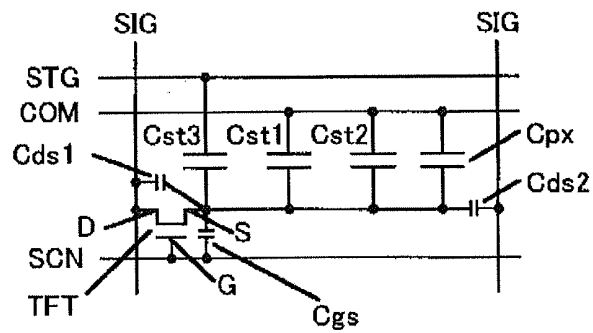 SIG SIG
STG
COM
Cst3 Cst1 Cst2 Cpx
Cds1
Cds2
D S
SCN
TFT G Cgs